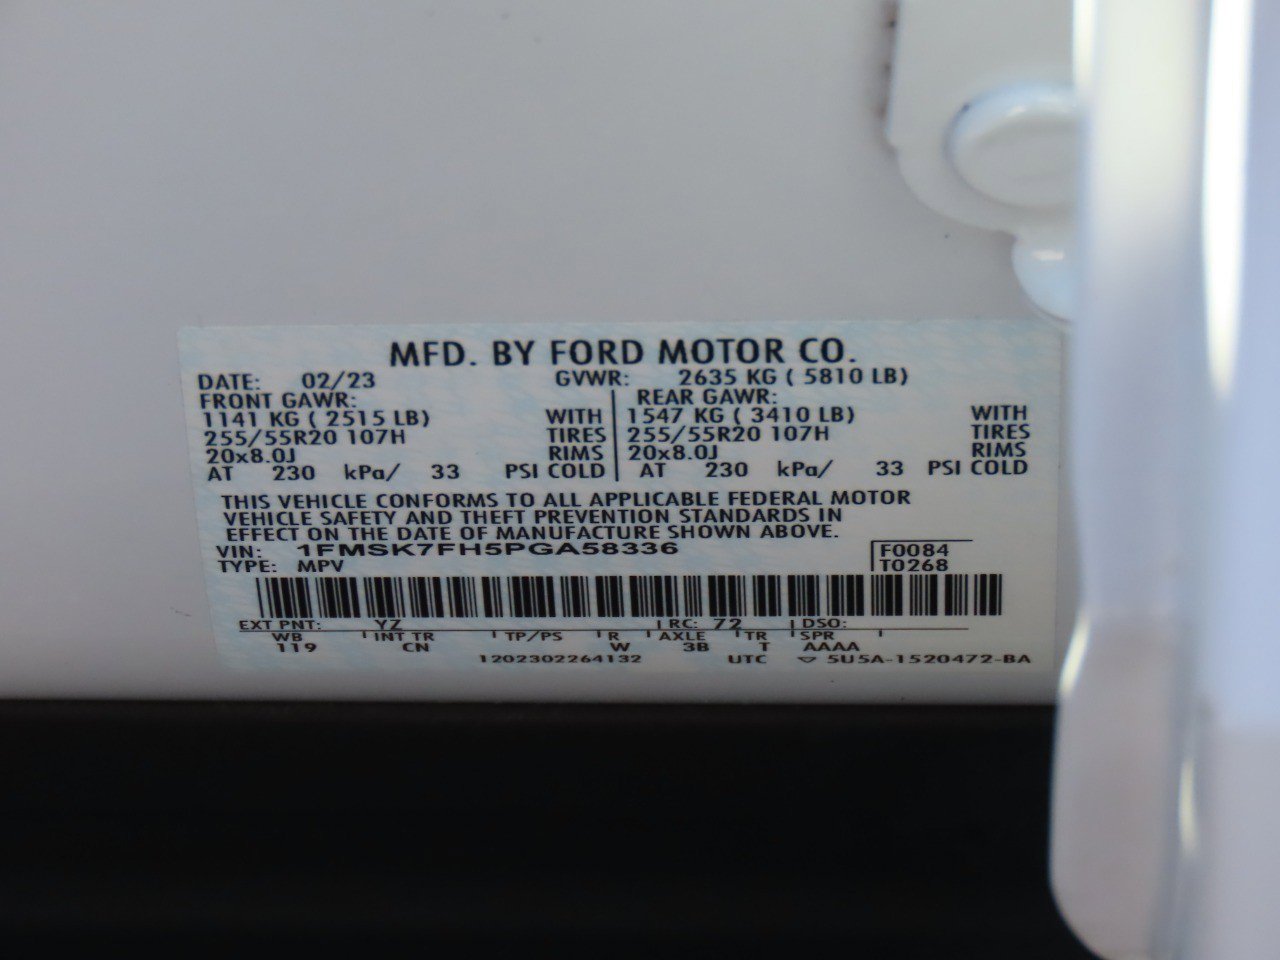 MFD. BY FORD MOTOR CO.
DATE: 02/23 GVWR: 2635 KG ( 5810 LB)
FRONT GAWR: REAR GAWR:
1141 KG ( 2515 LB) WITH 1547 KG ( 3410 LB) WITH
255/55R20 107H TIRES 255/55R20 107H TIRES
20x8.0J RIMS 20x8.0J RIMS
AT 230 kPa/ 33 PSI COLD AT 230 kPa/ 33 PSI COLD
THIS VEHICLE CONFORMS TO ALL APPLICABLE FEDERAL MOTOR
VEHICLE SAFETY AND THEFT PREVENTION STANDARDS IN
EFFECT ON THE DATE OF MANUFACTURE SHOWN ABOVE.
VIN: 1FMSK7FH5PGA58336 F0084
TYPE: MPV T0268
EXT PNT: YZ RC: 72 DSO:
WB INT TR TP/PS R AXLE TR SPR
119 CN W 3B T AAAA
1202302264132 UTC ▽ 5U5A-1520472-BA